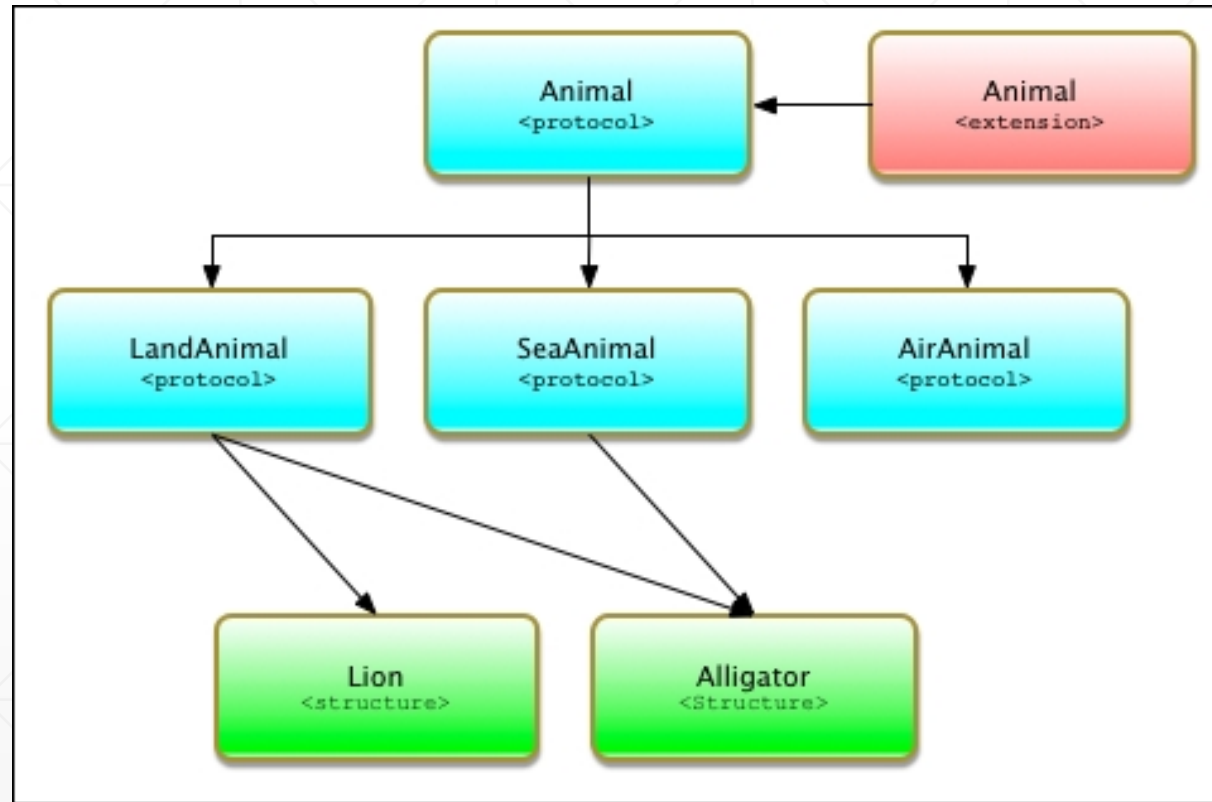 Animal
<protocol>
Animal
<extension>
LandAnimal
<protocol>
SeaAnimal
<protocol>
AirAnimal
<protocol>
Lion
<structure>
Alligator
<Structure>